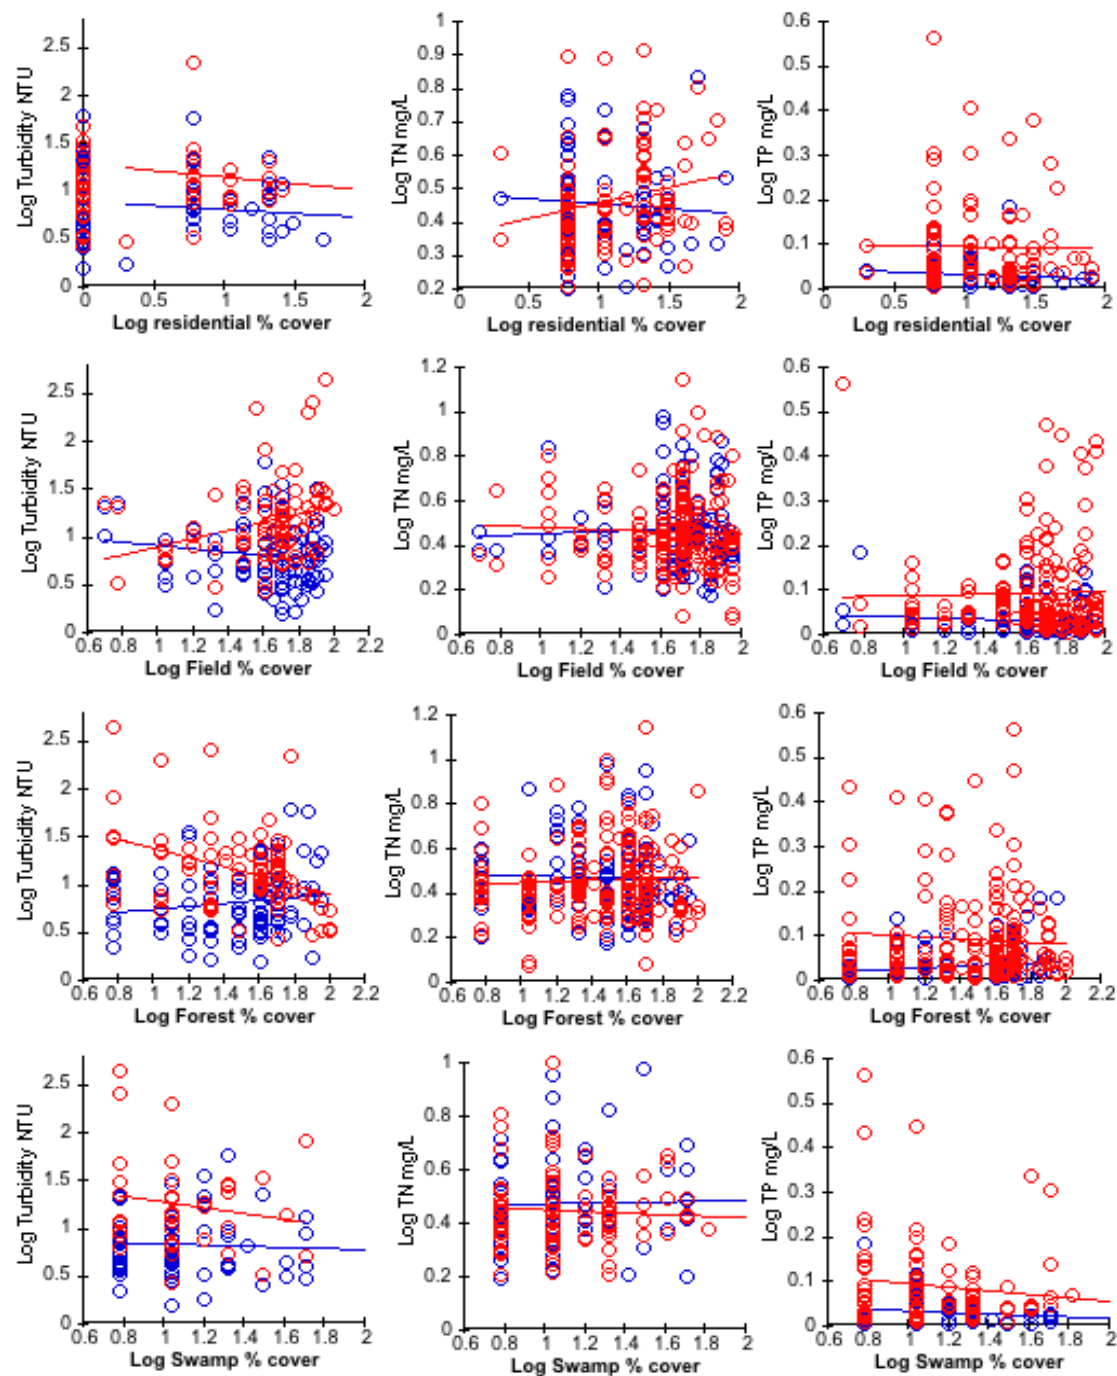 Log Turbidity NTU
2.5
2
1.5
1
0.5
0
0 0.5 1 1.5 2
Log residential % cover
Log TN mg/L
1
0.9
0.8
0.7
0.6
0.5
0.4
0.3
0.2
0 0.5 1 1.5 2
Log residential % cover
Log TP mg/L
0.6
0.5
0.4
0.3
0.2
0.1
0
0 0.5 1 1.5 2
Log residential % cover
Log Turbidity NTU
2.5
2
1.5
1
0.5
0
0.6 0.8 1 1.2 1.4 1.6 1.8 2 2.2
Log Field % cover
Log TN mg/L
1.2
1
0.8
0.6
0.4
0.2
0
0.6 0.8 1 1.2 1.4 1.6 1.8 2
Log Field % cover
Log TP mg/L
0.6
0.5
0.4
0.3
0.2
0.1
0
0.6 0.8 1 1.2 1.4 1.6 1.8 2
Log Field % cover
Log Turbidity NTU
2.5
2
1.5
1
0.5
0
0.6 0.8 1 1.2 1.4 1.6 1.8 2 2.2
Log Forest % cover
Log TN mg/L
1.2
1
0.8
0.6
0.4
0.2
0
0.6 0.8 1 1.2 1.4 1.6 1.8 2 2.2
Log Forest % cover
Log TP mg/L
0.6
0.5
0.4
0.3
0.2
0.1
0
0.6 0.8 1 1.2 1.4 1.6 1.8 2 2.2
Log Forest % cover
Log Turbidity NTU
2.5
2
1.5
1
0.5
0
0.6 0.8 1 1.2 1.4 1.6 1.8 2
Log Swamp % cover
Log TN mg/L
1
0.8
0.6
0.4
0.2
0
0.6 0.8 1 1.2 1.4 1.6 1.8 2
Log Swamp % cover
Log TP mg/L
0.6
0.5
0.4
0.3
0.2
0.1
0
0.6 0.8 1 1.2 1.4 1.6 1.8 2
Log Swamp % cover